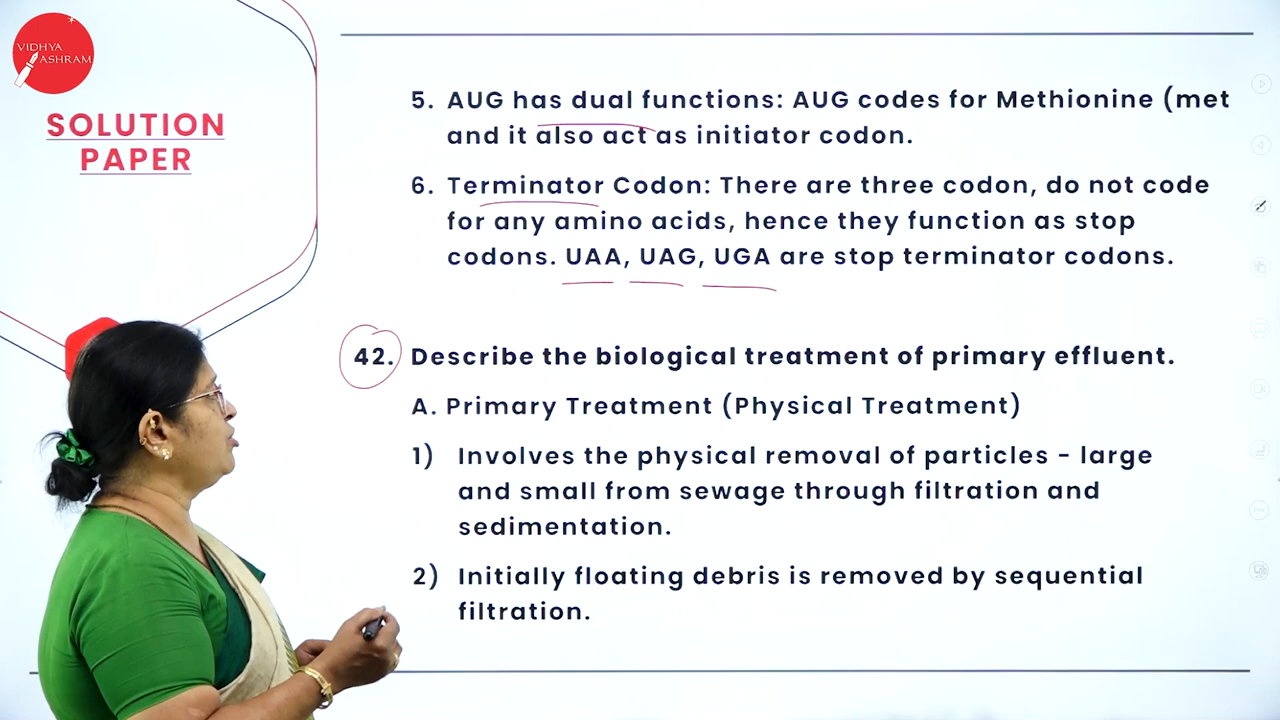 VIDHYA
ASHRAM
SOLUTION
PAPER
5. AUG has dual functions: AUG codes for Methionine (met
and it also act as initiator codon.
6. Terminator Codon: There are three codon, do not code
for any amino acids, hence they function as stop
codons. UAA, UAG, UGA are stop terminator codons.
42. Describe the biological treatment of primary effluent.
A. Primary Treatment (Physical Treatment)
1) Involves the physical removal of particles - large
and small from sewage through filtration and
sedimentation.
2) Initially floating debris is removed by sequential
filtration.